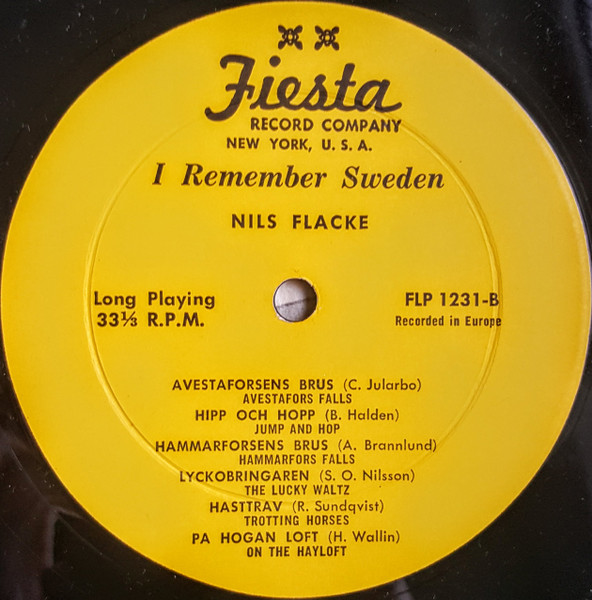 Fiesta
RECORD COMPANY
NEW YORK, U. S. A.
I Remember Sweden
NILS FLACKE
Long Playing
33⅓ R.P.M.
FLP 1231-B
Recorded in Europe
AVESTAFORSENS BRUS (C. Jularbo)
AVESTAFORS FALLS
HIPP OCH HOPP (B. Halden)
JUMP AND HOP
HAMMARFORSENS BRUS (A. Brannlund)
HAMMARFORS FALLS
LYCKOBRINGAREN (S. O. Nilsson)
THE LUCKY WALTZ
HASTTRAV (R. Sundqvist)
TROTTING HORSES
PA HOGAN LOFT (H. Wallin)
ON THE HAYLOFT